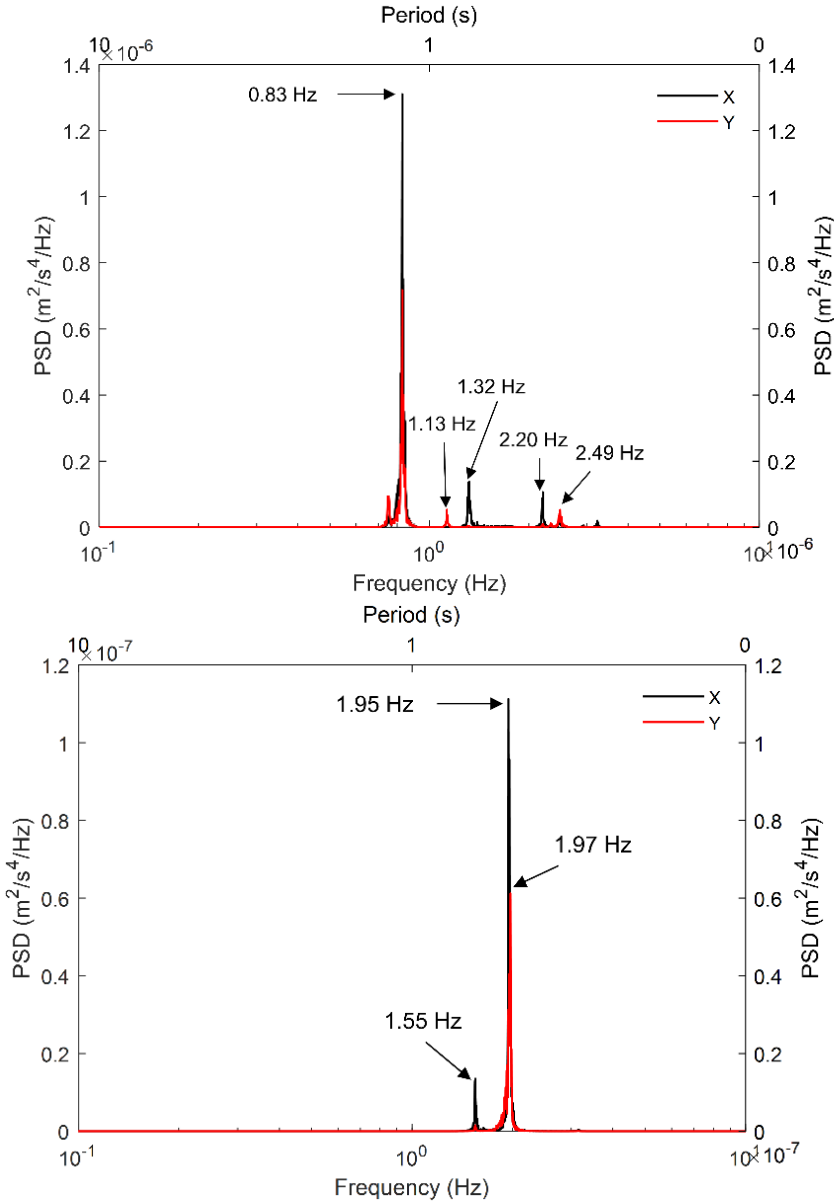 Period (s)
10 ×10⁻⁶ 1 0
1.4 1.4
0.83 Hz X
Y
1.2 1.2
1 1
0.8 0.8
PSD (m²/s⁴/Hz) PSD (m²/s⁴/Hz)
0.6 0.6
0.4 0.4
1.32 Hz
1.13 Hz
2.20 Hz
2.49 Hz
0.2 0.2
0 0
10⁻¹ 10⁰ 10¹ ×10⁻⁶
Frequency (Hz)
Period (s)
10 ×10⁻⁷ 1 0
1.2 1.2
1.95 Hz X
Y
1 1
0.8 0.8
1.97 Hz
PSD (m²/s⁴/Hz) PSD (m²/s⁴/Hz)
0.6 0.6
0.4 0.4
1.55 Hz
0.2 0.2
0 0
10⁻¹ 10⁰ 10¹ ×10⁻⁷
Frequency (Hz)